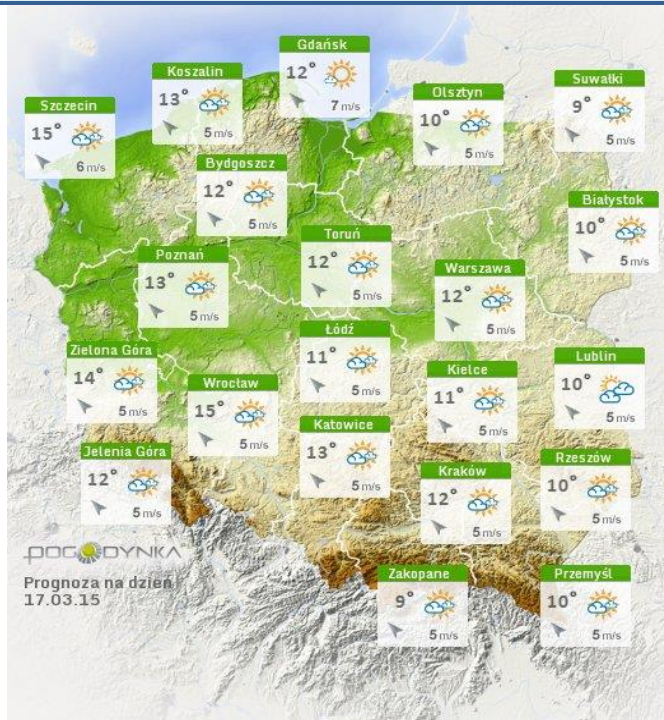 Gdańsk
12°
7 m/s
Koszalin
13°
5 m/s
Suwałki
9°
5 m/s
Olsztyn
10°
5 m/s
Szczecin
15°
6 m/s
Bydgoszcz
12°
5 m/s
Białystok
10°
5 m/s
Toruń
12°
5 m/s
Poznań
13°
5 m/s
Warszawa
12°
5 m/s
Łódź
11°
5 m/s
Zielona Góra
14°
5 m/s
Lublin
10°
5 m/s
Kielce
11°
5 m/s
Wrocław
15°
5 m/s
Katowice
13°
5 m/s
Jelenia Góra
12°
5 m/s
Rzeszów
10°
5 m/s
Kraków
12°
5 m/s
POGODYNKA
Prognoza na dzień
17.03.15
Zakopane
9°
5 m/s
Przemyśl
10°
5 m/s